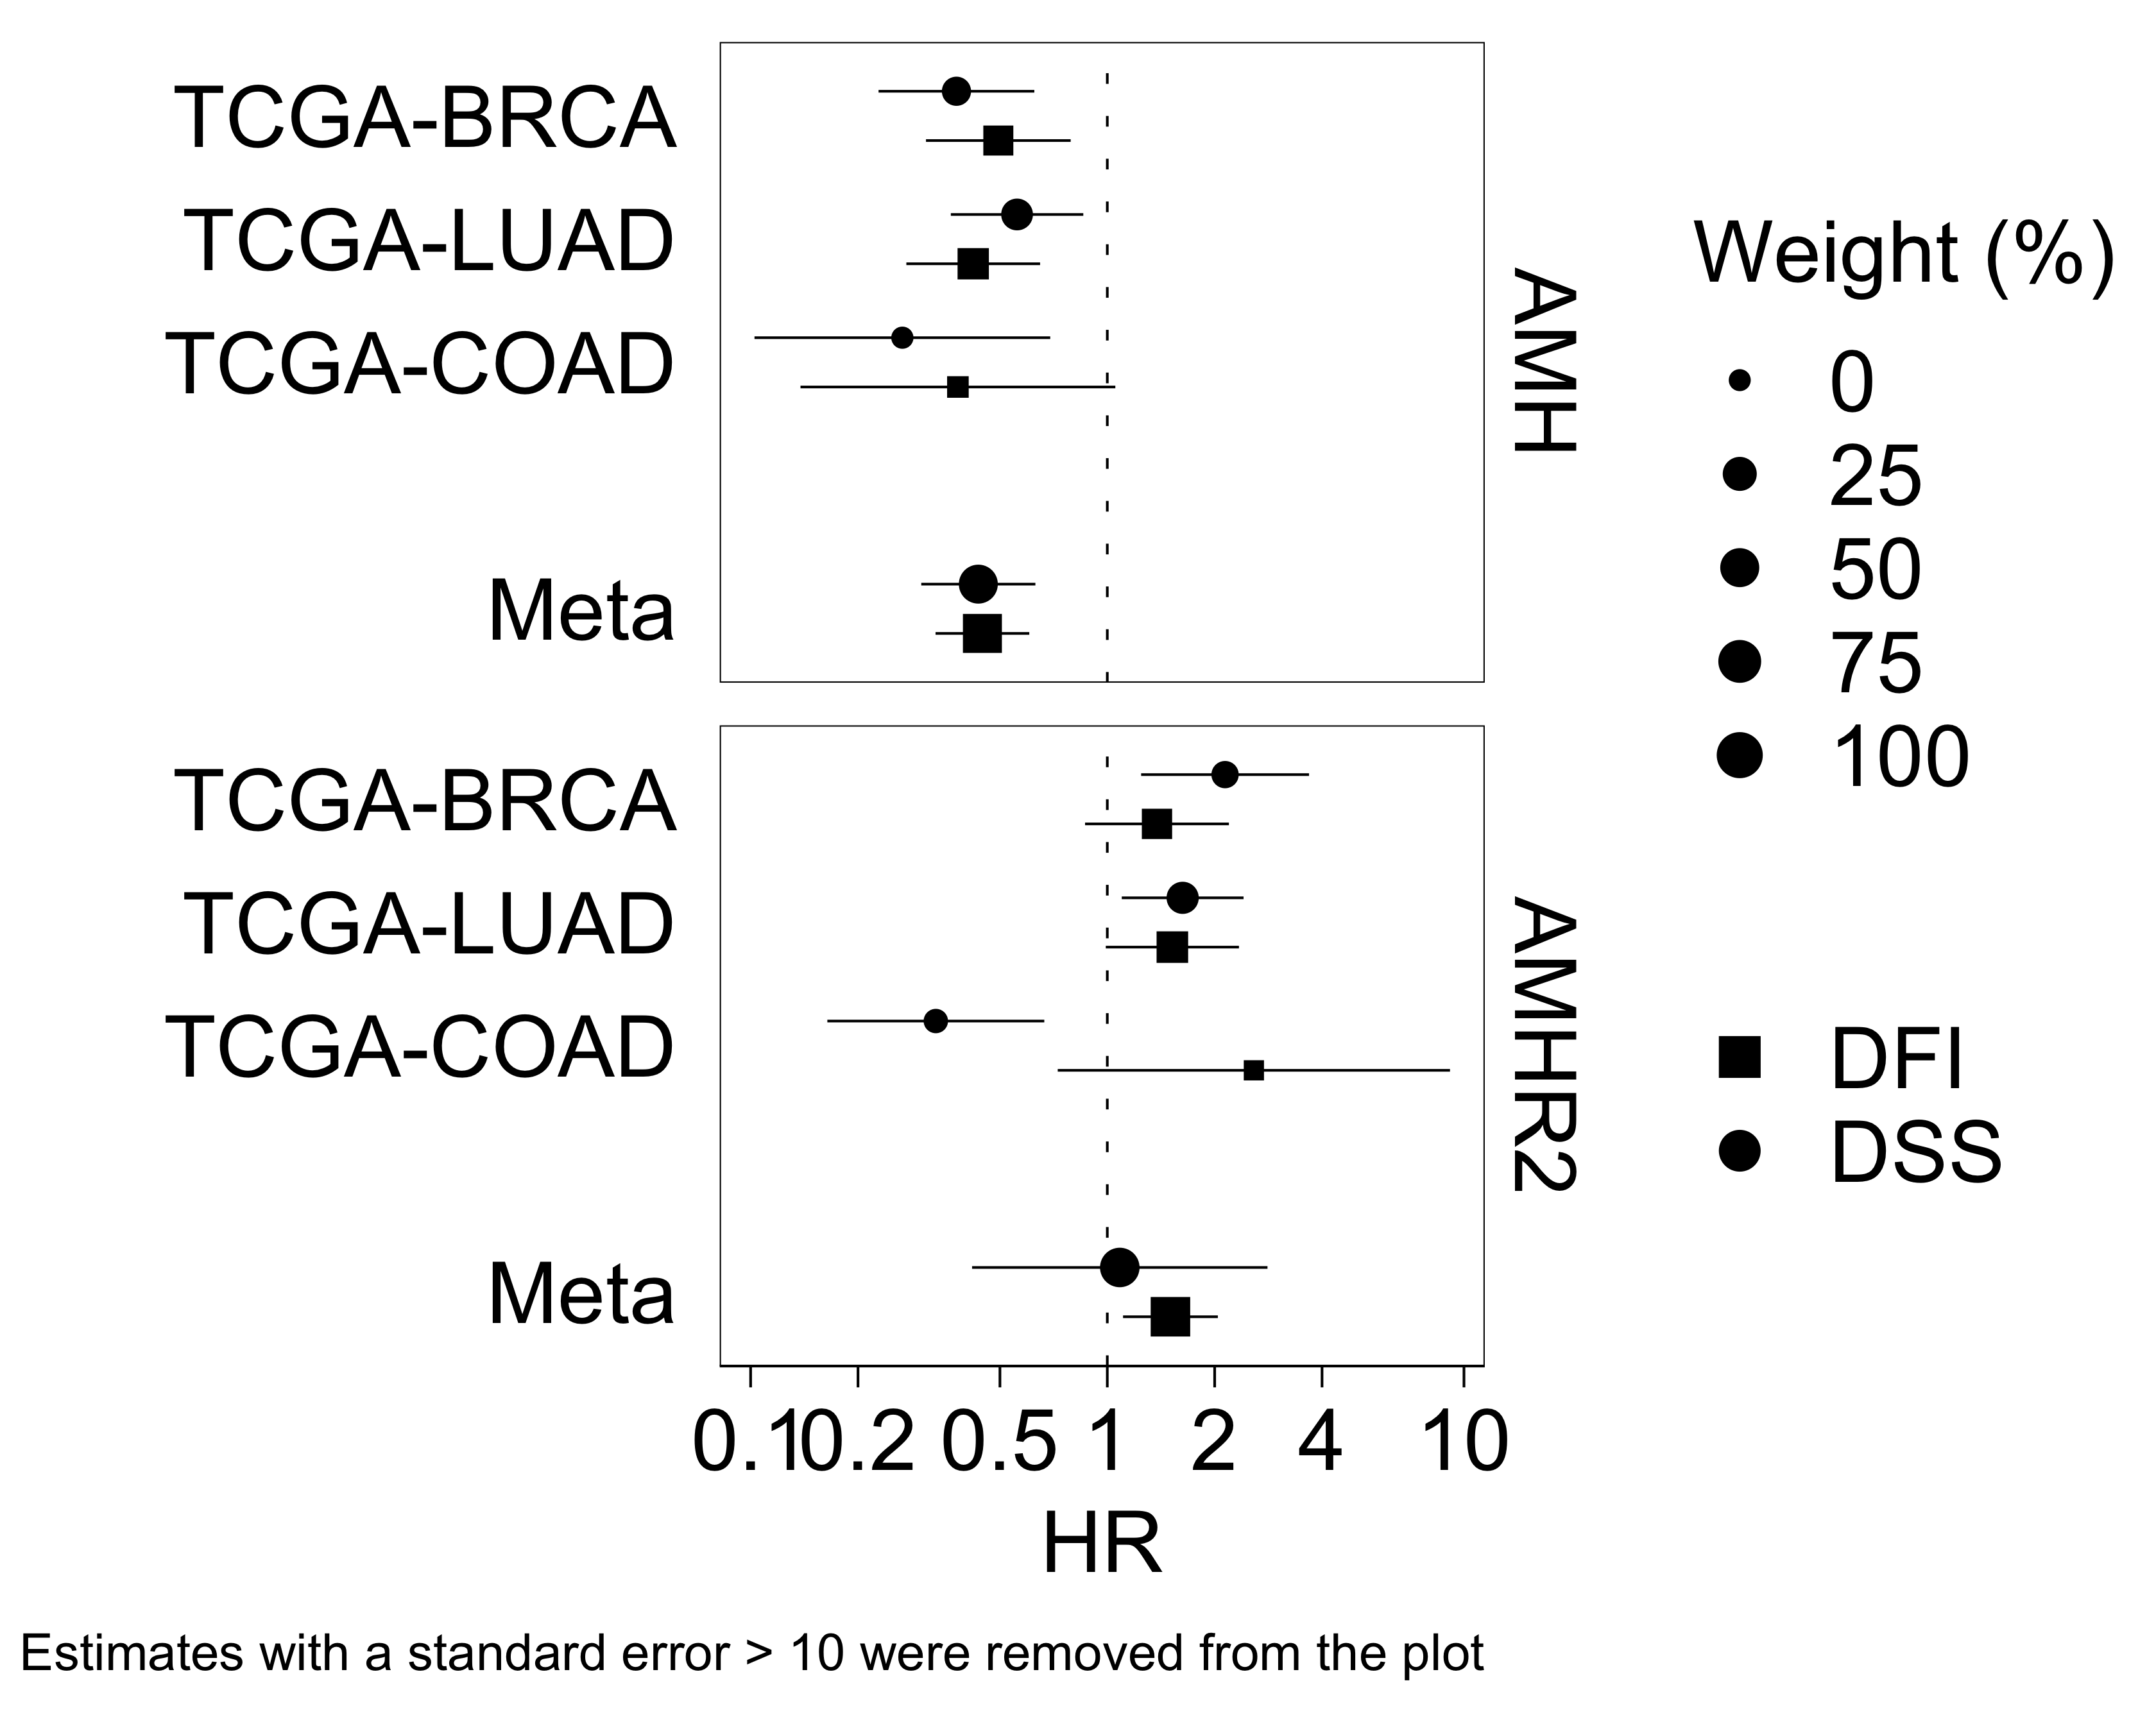 TCGA-BRCA
TCGA-LUAD
TCGA-COAD
Meta
AMH
TCGA-BRCA
TCGA-LUAD
TCGA-COAD
Meta
AMHR2
0.1 0.2 0.5 1 2 4 10
HR
Weight (%)
0
25
50
75
100
DFI
DSS
Estimates with a standard error > 10 were removed from the plot